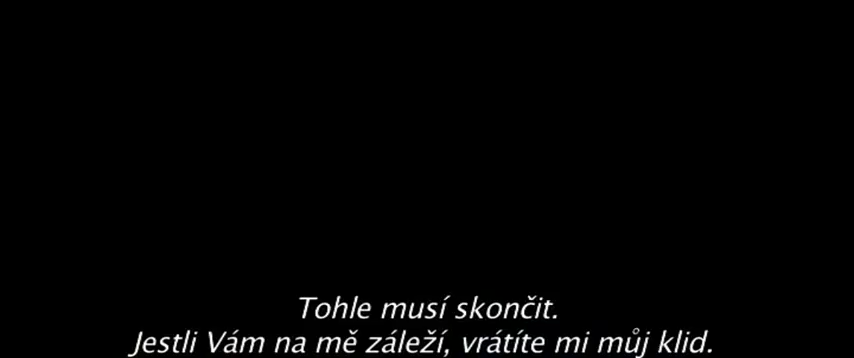 Tohle musí skončit.
Jestli Vám na mě záleží, vrátíte mi můj klid.